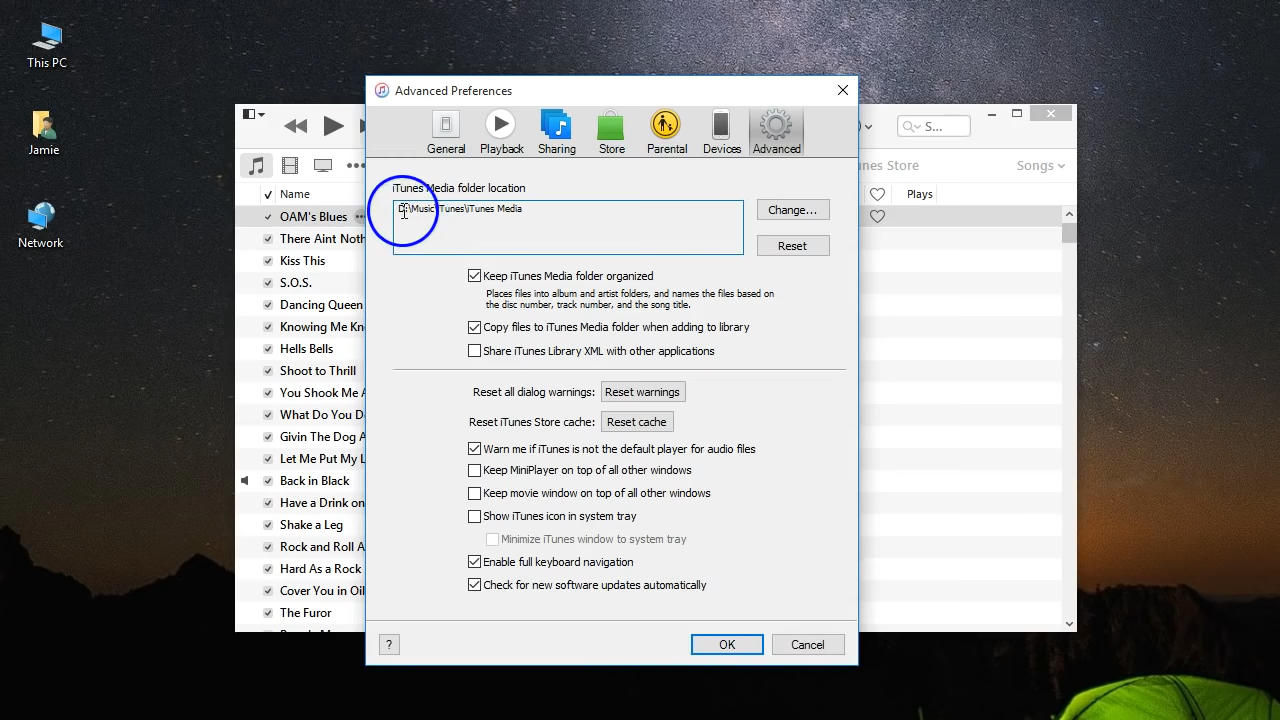 This PC
Jamie
Network
Advanced Preferences
General
Playback
Sharing
Store
Parental
Devices
Advanced
S...
nes Store
Songs
Name
Plays
iTunes Media folder location
D:\Music\iTunes\iTunes Media
Change...
Reset
Keep iTunes Media folder organized
Places files into album and artist folders, and names the files based on
the disc number, track number, and the song title.
Copy files to iTunes Media folder when adding to library
Share iTunes Library XML with other applications
Reset all dialog warnings:
Reset warnings
Reset iTunes Store cache:
Reset cache
Warn me if iTunes is not the default player for audio files
Keep MiniPlayer on top of all other windows
Keep movie window on top of all other windows
Show iTunes icon in system tray
Minimize iTunes window to system tray
Enable full keyboard navigation
Check for new software updates automatically
?
OK
Cancel
OAM's Blues
There Aint Noth
Kiss This
S.O.S.
Dancing Queen
Knowing Me Kno
Hells Bells
Shoot to Thrill
You Shook Me A
What Do You Do
Givin The Dog A
Let Me Put My L
Back in Black
Have a Drink on
Shake a Leg
Rock and Roll A
Hard As a Rock
Cover You in Oil
The Furor